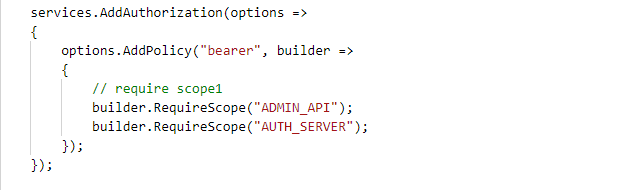 services.AddAuthorization(options =>
{
options.AddPolicy("bearer", builder =>
{
// require scope1
builder.RequireScope("ADMIN_API");
builder.RequireScope("AUTH_SERVER");
});
});